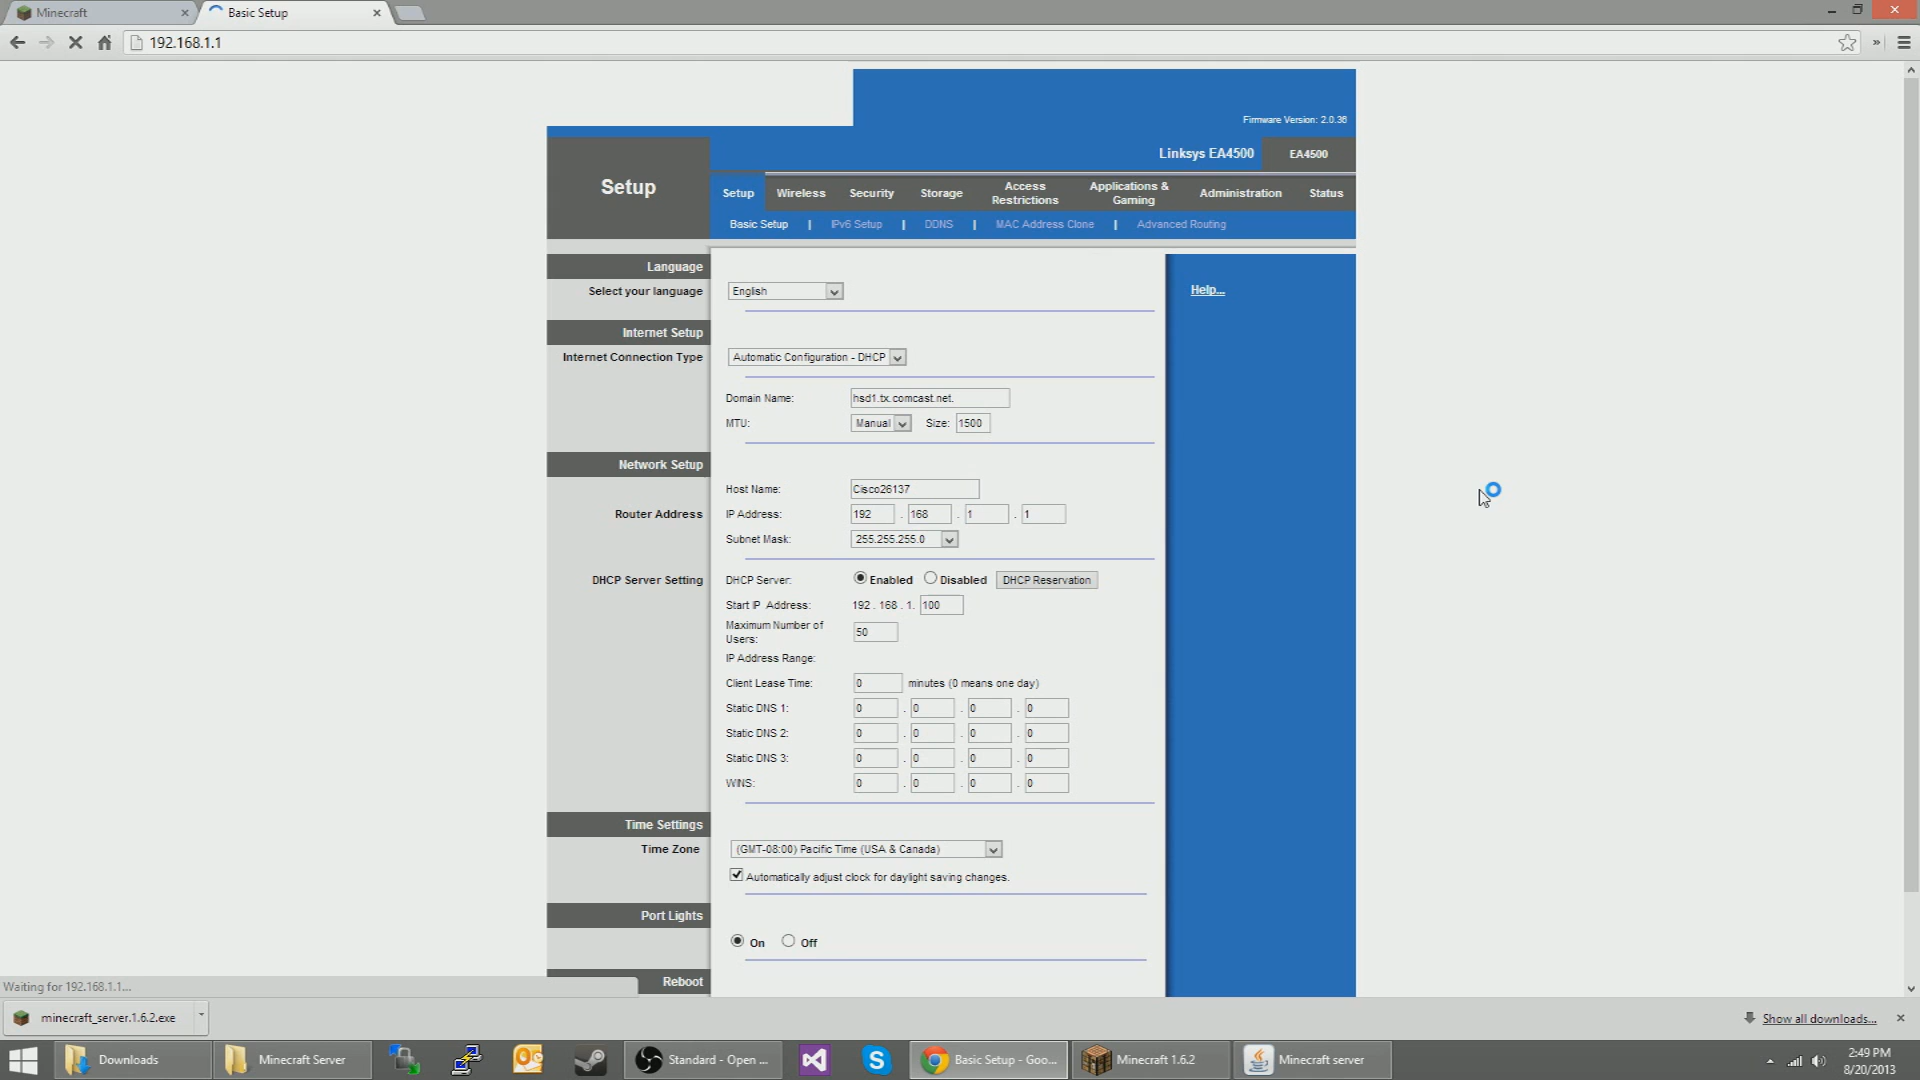 Minecraft
Basic Setup
192.168.1.1
Firmware Version: 2.0.36
Linksys EA4500
EA4500
Setup
Setup
Wireless
Security
Storage
Access
Restrictions
Applications &
Gaming
Administration
Status
Basic Setup | IPv6 Setup | DDNS | MAC Address Clone | Advanced Routing
Language
Select your language
English
Help...
Internet Setup
Internet Connection Type
Automatic Configuration - DHCP
Domain Name: hsd1.tx.comcast.net.
MTU: Manual Size: 1500
Network Setup
Host Name: Cisco26137
Router Address
IP Address: 192 . 168 . 1 . 1
Subnet Mask: 255.255.255.0
DHCP Server Setting
DHCP Server: Enabled Disabled DHCP Reservation
Start IP Address: 192 . 168 . 1. 100
Maximum Number of
Users:
50
IP Address Range:
Client Lease Time: 0 minutes (0 means one day)
Static DNS 1: 0 . 0 . 0 . 0
Static DNS 2: 0 . 0 . 0 . 0
Static DNS 3: 0 . 0 . 0 . 0
WINS: 0 . 0 . 0 . 0
Time Settings
Time Zone
(GMT-08:00) Pacific Time (USA & Canada)
Automatically adjust clock for daylight saving changes.
Port Lights
On Off
Reboot
Waiting for 192.168.1.1...
minecraft_server.1.6.2.exe
Show all downloads...
Downloads
Minecraft Server
Standard - Open ...
Basic Setup - Goo...
Minecraft 1.6.2
Minecraft server
2:49 PM
8/20/2013